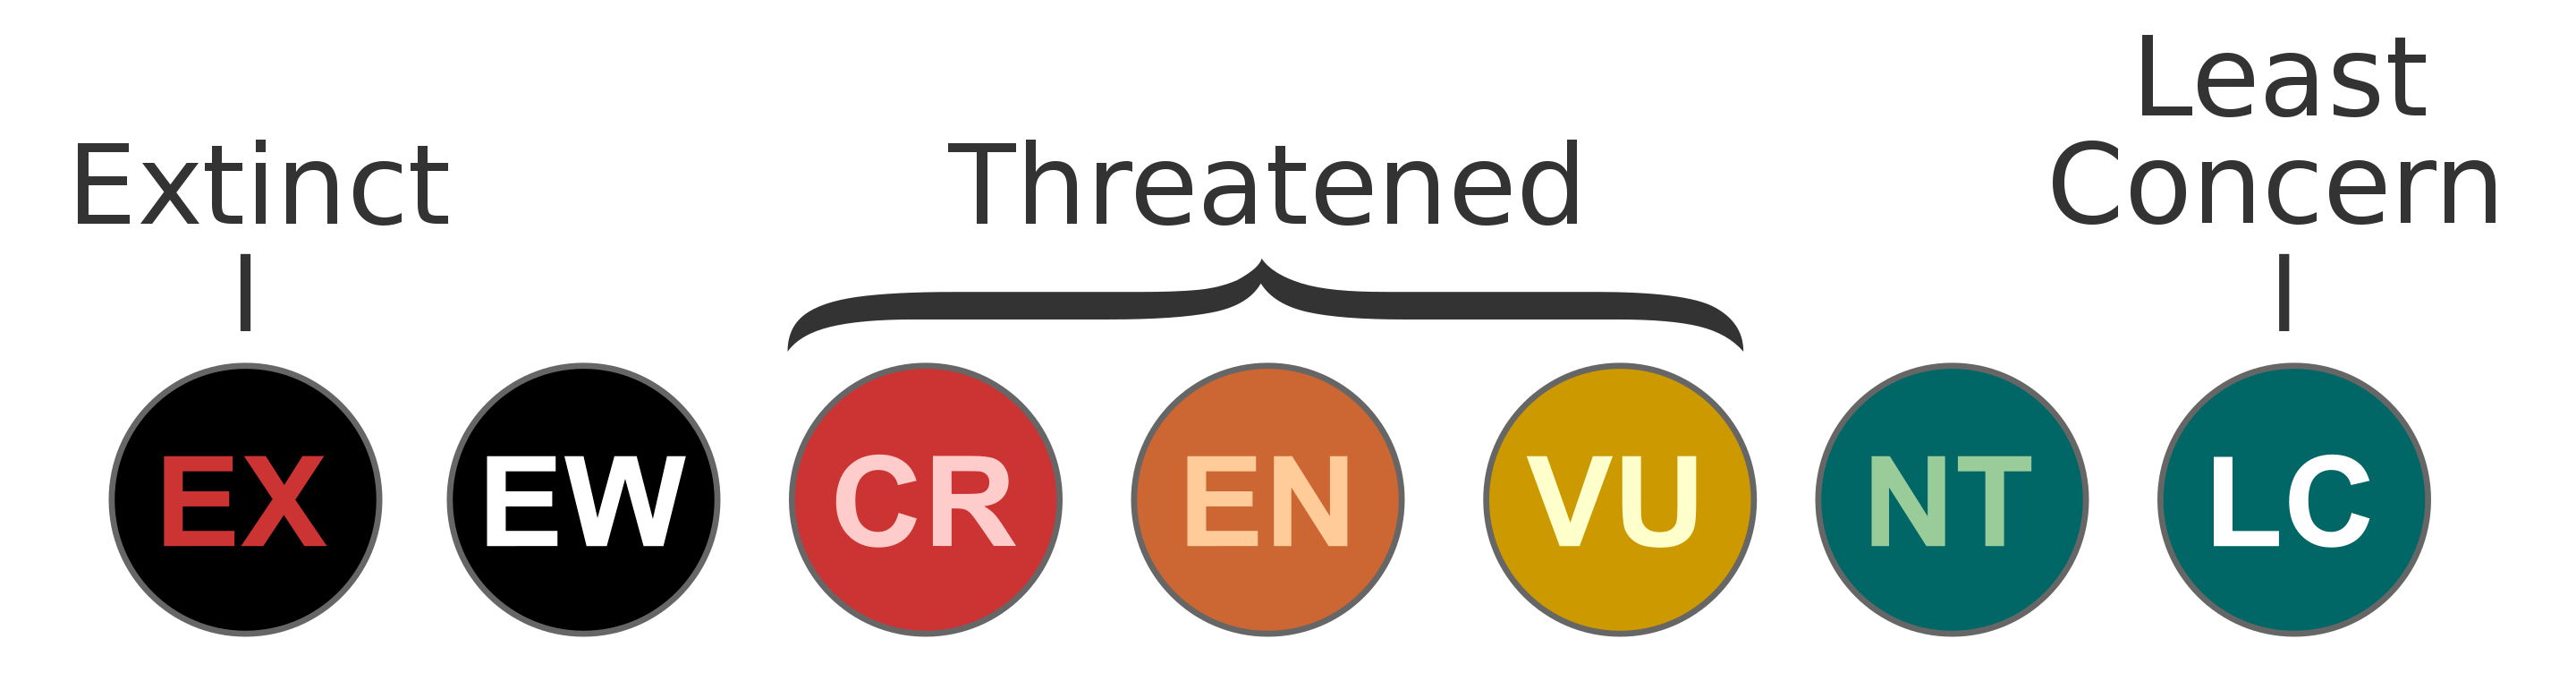 Extinct
Threatened
Least
Concern
EX EW CR EN VU NT LC